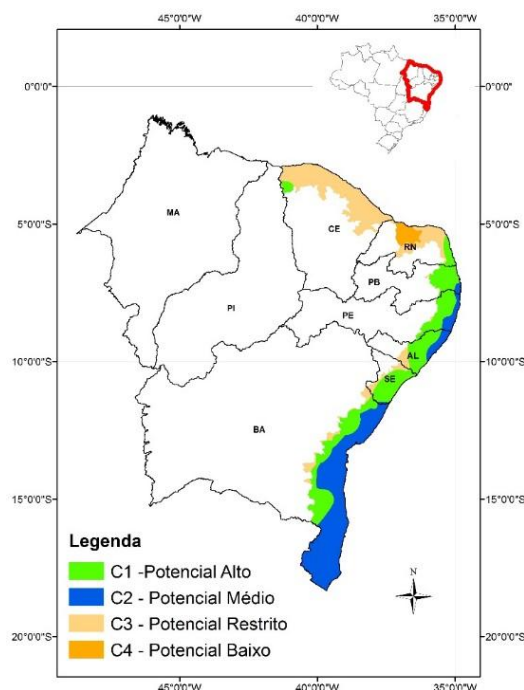 45°0'0"W
40°0'0"W
35°0'0"W
0°0'0"
0°0'0"
MA
CE
5°0'0"S
5°0'0"S
RN
PB
PI
PE
AL
10°0'0"S
10°0'0"S
SE
BA
15°0'0"S
15°0'0"S
Legenda
C1 -Potencial Alto
C2 - Potencial Médio
C3 - Potencial Restrito
C4 - Potencial Baixo
N
20°0'0"S
20°0'0"S
45°0'0"W
40°0'0"W
35°0'0"W